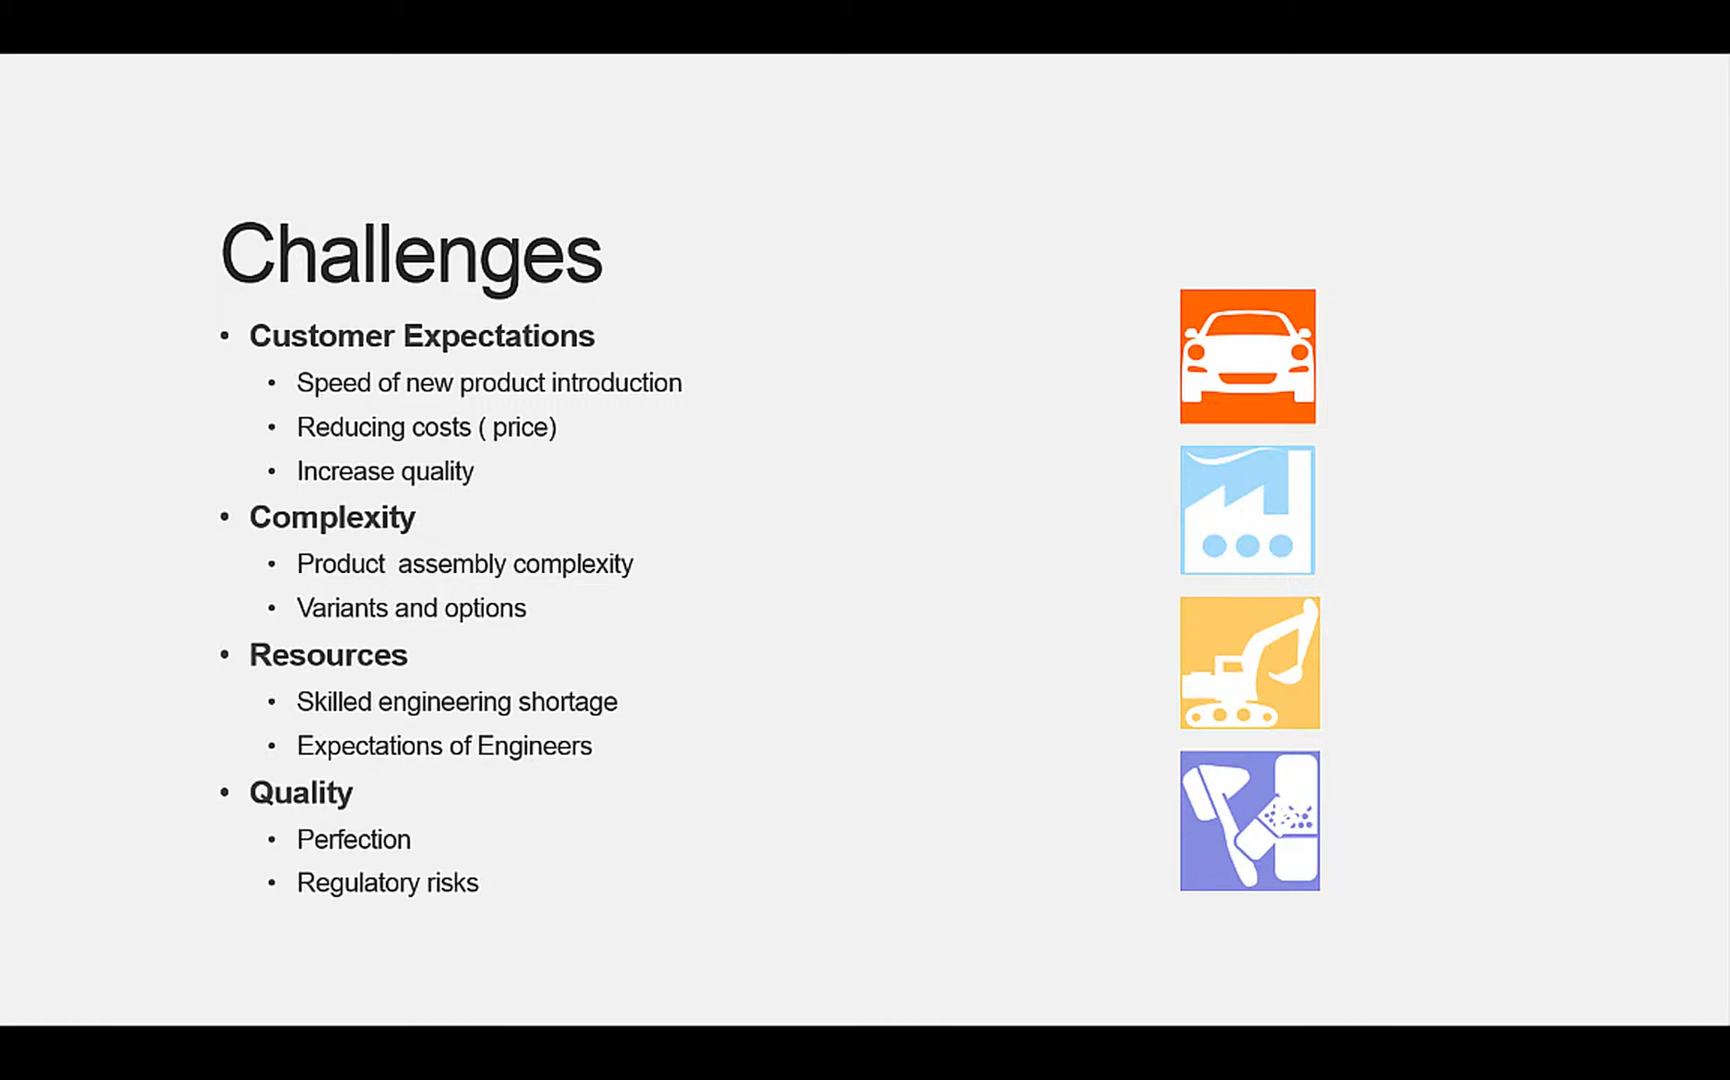 Challenges
• Customer Expectations
• Speed of new product introduction
• Reducing costs ( price)
• Increase quality
• Complexity
• Product  assembly complexity
• Variants and options
• Resources
• Skilled engineering shortage
• Expectations of Engineers
• Quality
• Perfection
• Regulatory risks